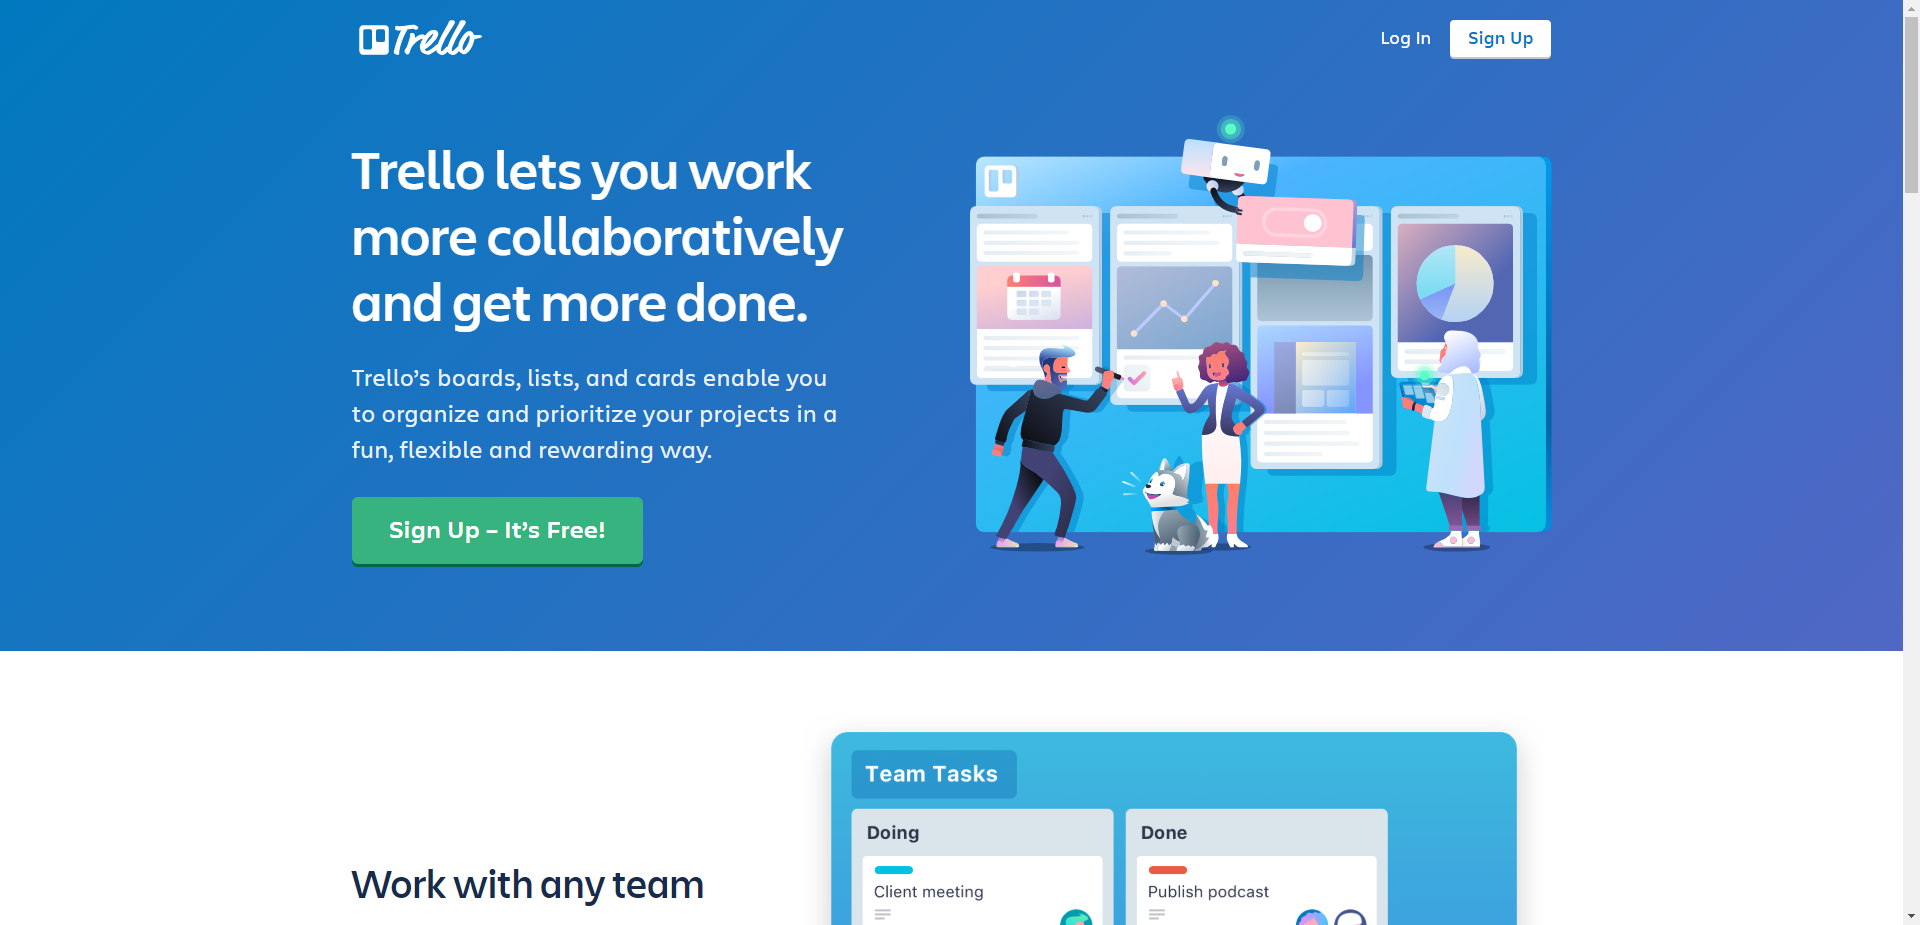 Trello
Log In
Sign Up
Trello lets you work
more collaboratively
and get more done.
Trello’s boards, lists, and cards enable you
to organize and prioritize your projects in a
fun, flexible and rewarding way.
Sign Up – It’s Free!
Work with any team
Team Tasks
Doing
Client meeting
Done
Publish podcast